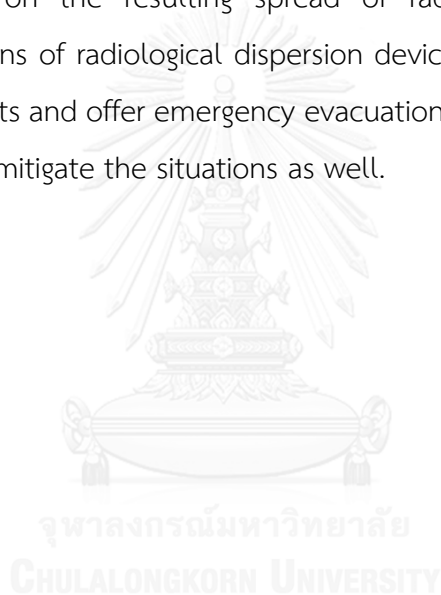 on the resulting spread of rad
ns of radiological dispersion devic
ts and offer emergency evacuation
mitigate the situations as well.
จุฬาลงกรณ์มหาวิทยาลัย
CHULALONGKORN UNIVERSITY